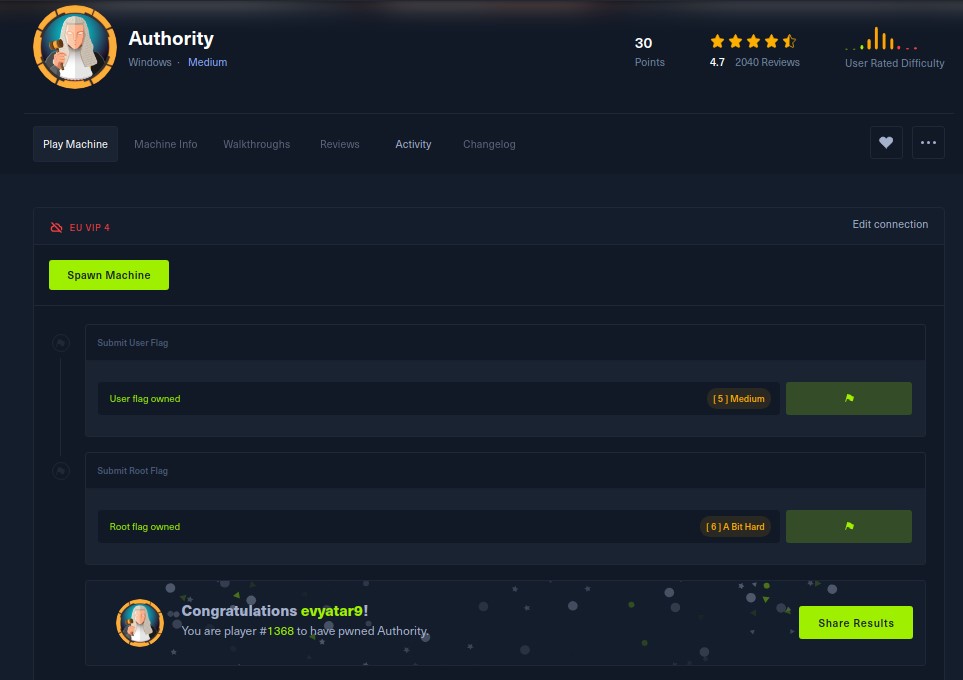 Authority
Windows · Medium
30
Points
4.7 2040 Reviews
User Rated Difficulty
Play Machine Machine Info Walkthroughs Reviews Activity Changelog
EU VIP 4
Edit connection
Spawn Machine
Submit User Flag
User flag owned
[ 5 ] Medium
Submit Root Flag
Root flag owned
[ 6 ] A Bit Hard
Congratulations evyatar9!
You are player #1368 to have pwned Authority.
Share Results